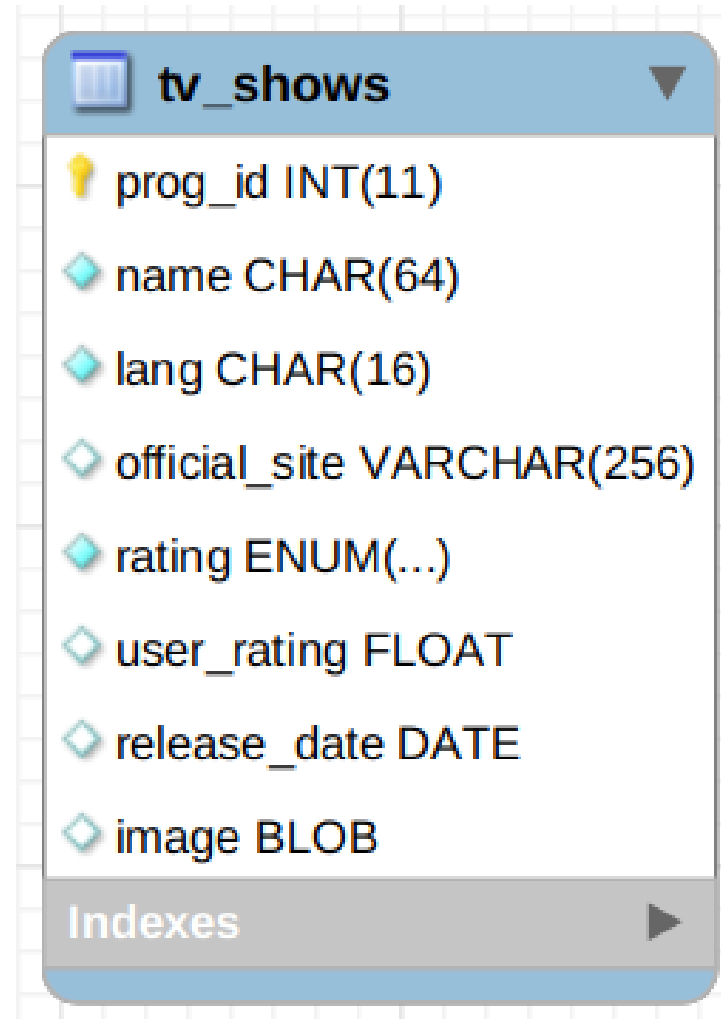 tv_shows
prog_id INT(11)
name CHAR(64)
lang CHAR(16)
official_site VARCHAR(256)
rating ENUM(...)
user_rating FLOAT
release_date DATE
image BLOB
Indexes